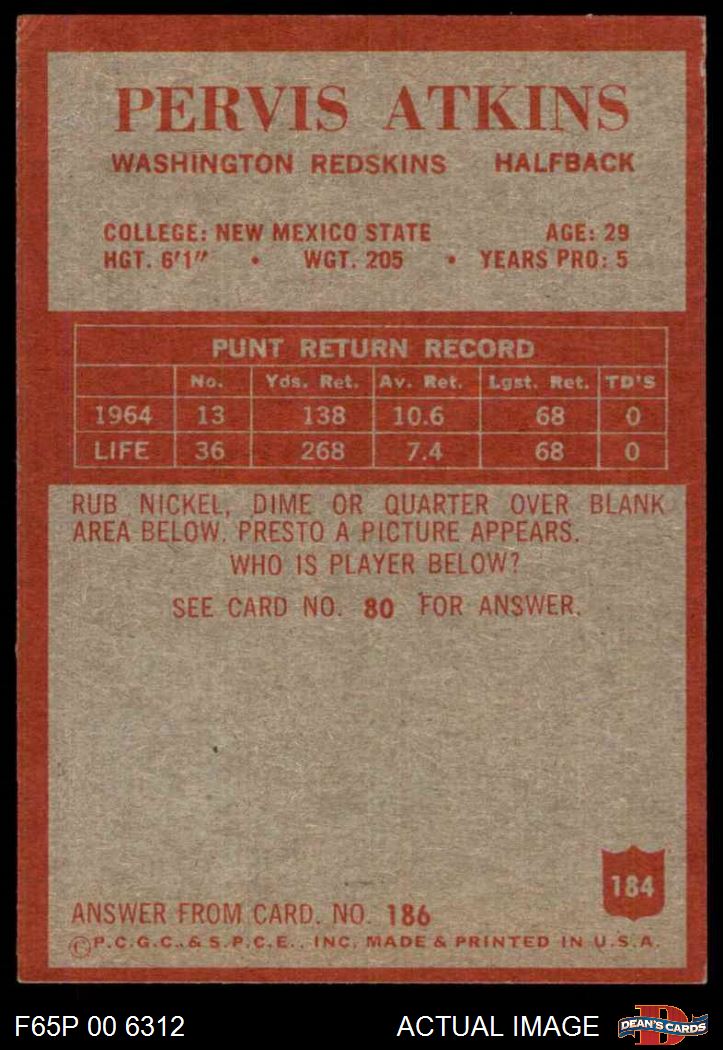 PERVIS ATKINS
WASHINGTON REDSKINS HALFBACK
COLLEGE: NEW MEXICO STATE AGE: 29
HGT. 6'1" • WGT. 205 • YEARS PRO: 5
PUNT RETURN RECORD
No. Yds. Ret. Av. Ret. Lgst. Ret. TD'S
1964 13 138 10.6 68 0
LIFE 36 268 7.4 68 0
RUB NICKEL, DIME OR QUARTER OVER BLANK
AREA BELOW. PRESTO A PICTURE APPEARS.
WHO IS PLAYER BELOW?
SEE CARD NO. 80 FOR ANSWER.
184
ANSWER FROM CARD. NO. 186
©P.C.G.C. & S.P.C.E., INC. MADE & PRINTED IN U.S.A.
F65P 00 6312 ACTUAL IMAGE D DEAN'S CARDS